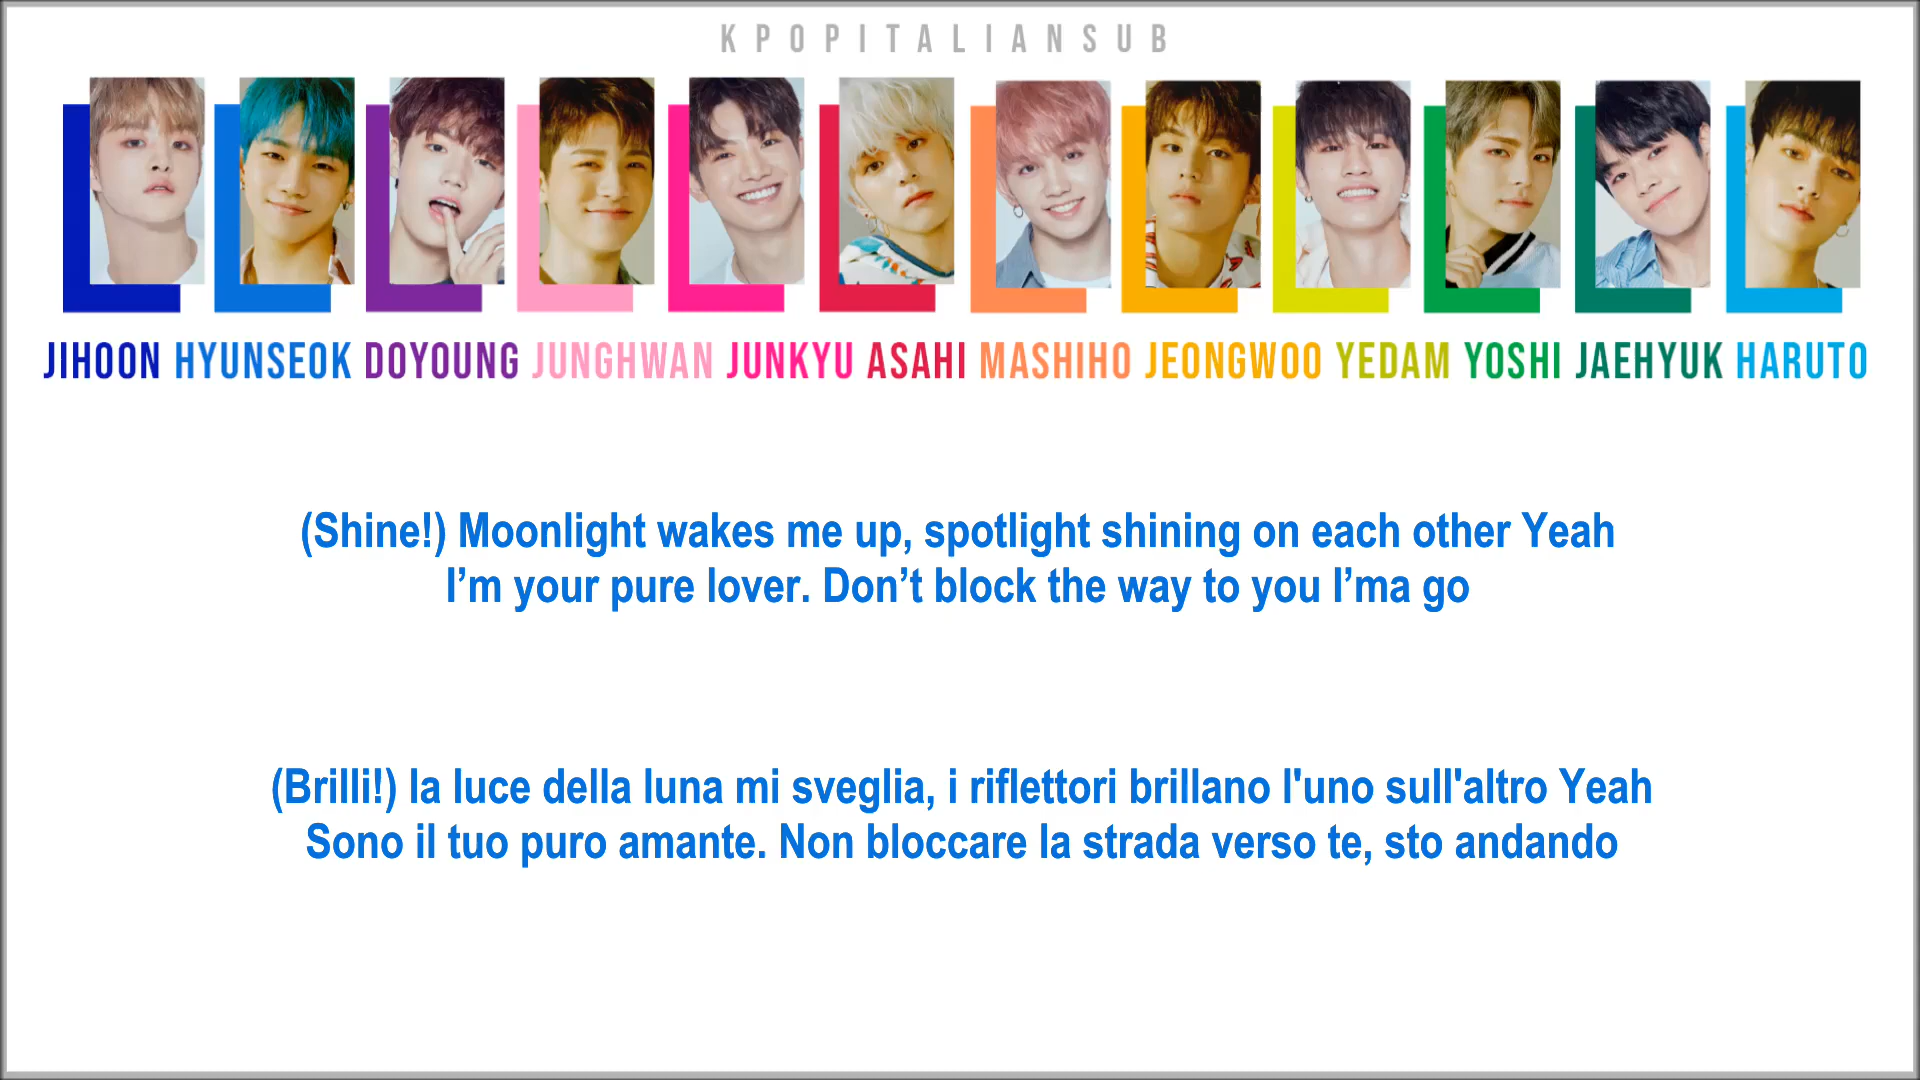 KPOPITALIANSUB
JIHOON HYUNSEOK DOYOUNG JUNGHWAN JUNKYU ASAHI MASHIHO JEONGWOO YEDAM YOSHI JAEHYUK HARUTO
(Shine!) Moonlight wakes me up, spotlight shining on each other Yeah
I’m your pure lover. Don’t block the way to you I’ma go
(Brilli!) la luce della luna mi sveglia, i riflettori brillano l'uno sull'altro Yeah
Sono il tuo puro amante. Non bloccare la strada verso te, sto andando